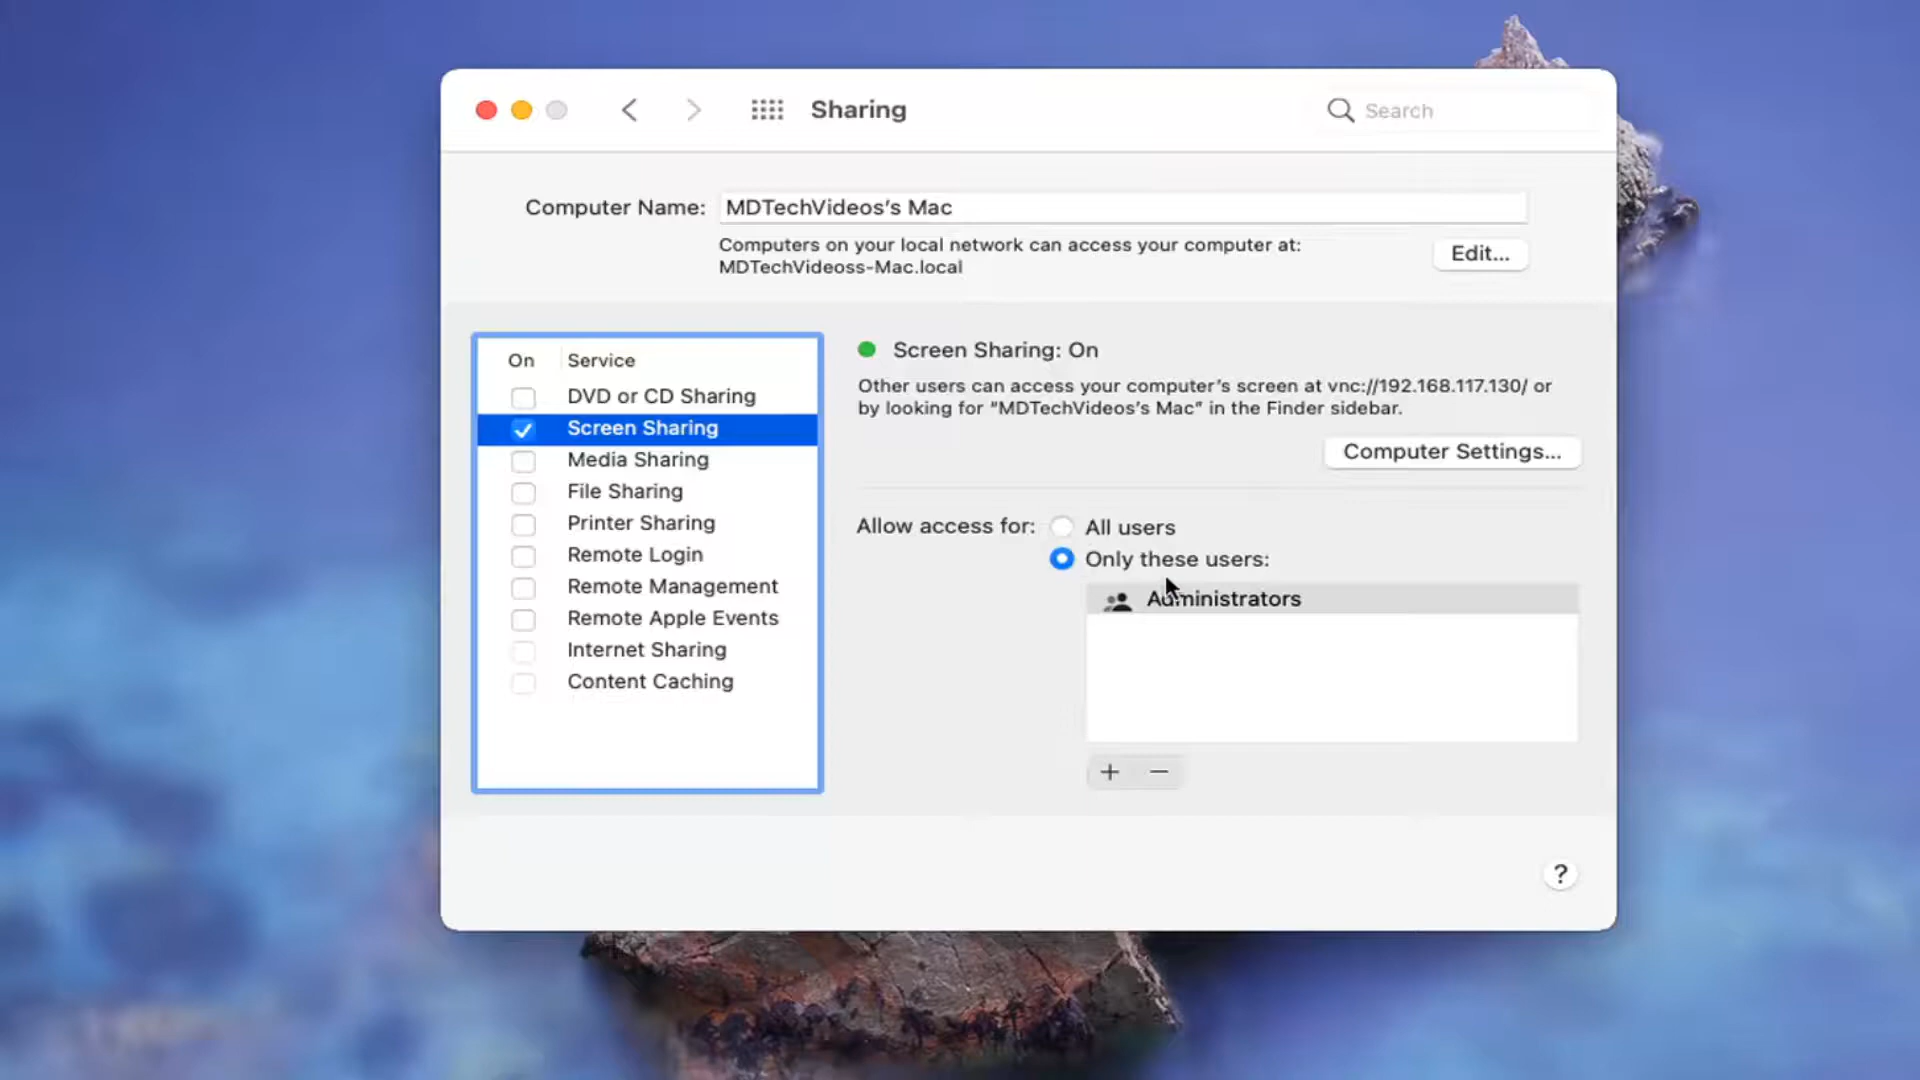 Sharing
Search
Computer Name:
MDTechVideos's Mac
Computers on your local network can access your computer at:
MDTechVideoss-Mac.local
Edit...
On
Service
DVD or CD Sharing
Screen Sharing
Media Sharing
File Sharing
Printer Sharing
Remote Login
Remote Management
Remote Apple Events
Internet Sharing
Content Caching
Screen Sharing: On
Other users can access your computer's screen at vnc://192.168.117.130/ or
by looking for "MDTechVideos's Mac" in the Finder sidebar.
Computer Settings...
Allow access for:
All users
Only these users:
Administrators
+ −
?